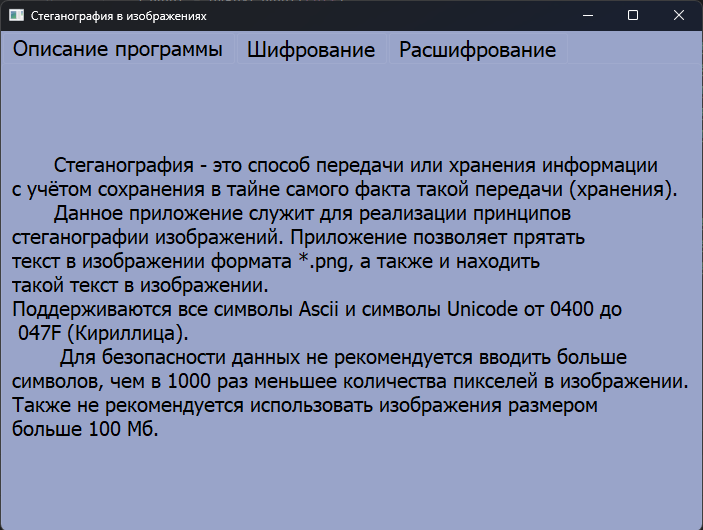 Стеганография в изображениях
Описание программы Шифрование Расшифрование
Стеганография - это способ передачи или хранения информации
с учётом сохранения в тайне самого факта такой передачи (хранения).
Данное приложение служит для реализации принципов
стеганографии изображений. Приложение позволяет прятать
текст в изображении формата *.png, а также и находить
такой текст в изображении.
Поддерживаются все символы Ascii и символы Unicode от 0400 до
047F (Кириллица).
Для безопасности данных не рекомендуется вводить больше
символов, чем в 1000 раз меньшее количества пикселей в изображении.
Также не рекомендуется использовать изображения размером
больше 100 Мб.